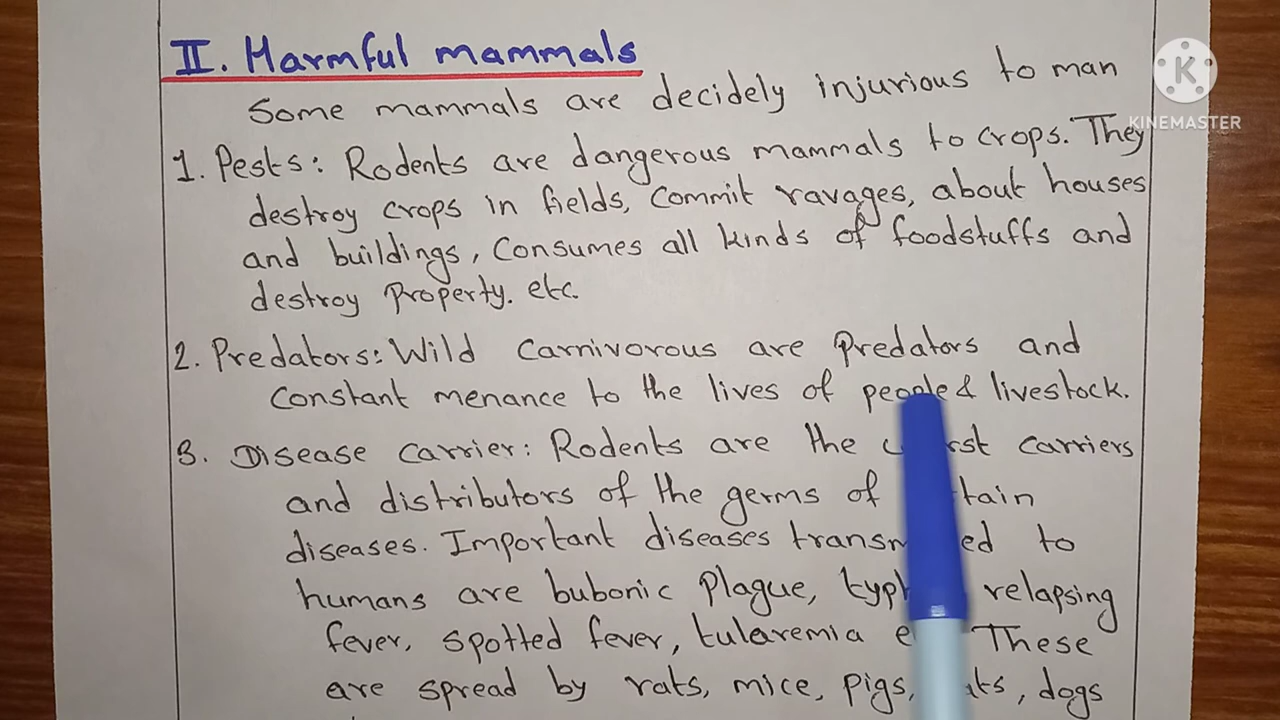 II. Harmful mammals
Some mammals are decidely injurious to man
K
KINEMASTER
1. Pests: Rodents are dangerous mammals to crops. They
destroy crops in fields, commit ravages, about houses
and buildings, Consumes all kinds of foodstuffs and
destroy Property. etc.
2. Predators: Wild carnivorous are predators and
Constant menance to the lives of people & livestock.
3. Disease carrier: Rodents are the carriers
and distributors of the germs of
diseases. Important diseases to
humans are bubonic Plague, relapsing
fever, spotted fever, tularemia These
are spread by rats, mice, pigs, dogs